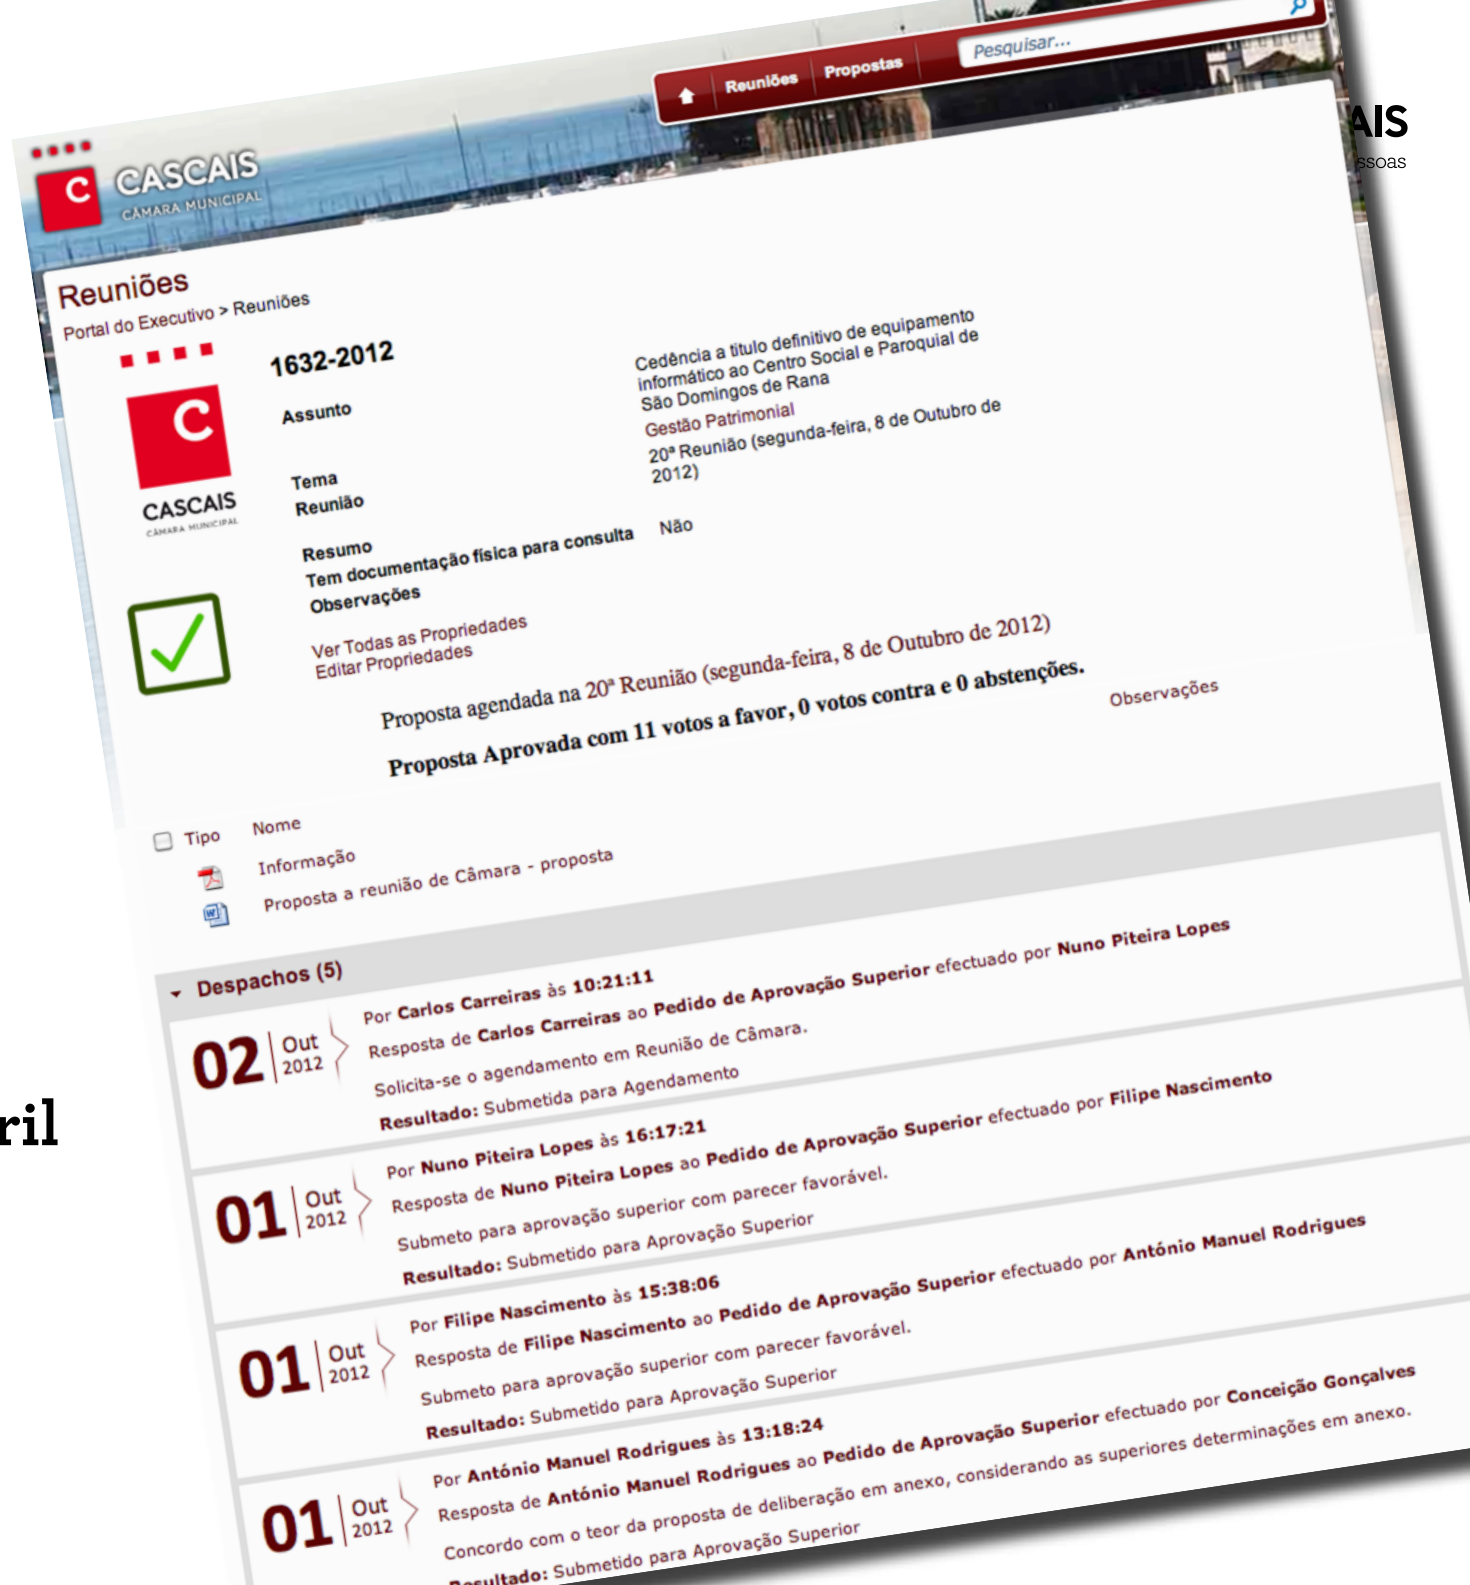 Reuniões
Propostas
Pesquisar...
AIS
ssoas
C
CASCAIS
CÂMARA MUNICIPAL
Reuniões
Portal do Executivo > Reuniões
C
CASCAIS
CÂMARA MUNICIPAL
1632-2012
Assunto
Cedência a titulo definitivo de equipamento
informático ao Centro Social e Paroquial de
São Domingos de Rana
Tema
Gestão Patrimonial
Reunião
20ª Reunião (segunda-feira, 8 de Outubro de
2012)
Resumo
Tem documentação física para consulta Não
Observações
Ver Todas as Propriedades
Editar Propriedades
Proposta agendada na 20ª Reunião (segunda-feira, 8 de Outubro de 2012)
Proposta Aprovada com 11 votos a favor, 0 votos contra e 0 abstenções.
Tipo Nome Observações
Informação
Proposta a reunião de Câmara - proposta
Despachos (5)
02 Out
2012
Por Carlos Carreiras às 10:21:11
Resposta de Carlos Carreiras ao Pedido de Aprovação Superior efectuado por Nuno Piteira Lopes
Solicita-se o agendamento em Reunião de Câmara.
Resultado: Submetida para Agendamento
ril
01 Out
2012
Por Nuno Piteira Lopes às 16:17:21
Resposta de Nuno Piteira Lopes ao Pedido de Aprovação Superior efectuado por Filipe Nascimento
Submeto para aprovação superior com parecer favorável.
Resultado: Submetido para Aprovação Superior
01 Out
2012
Por Filipe Nascimento às 15:38:06
Resposta de Filipe Nascimento ao Pedido de Aprovação Superior efectuado por António Manuel Rodrigues
Submeto para aprovação superior com parecer favorável.
Resultado: Submetido para Aprovação Superior
01 Out
2012
Por António Manuel Rodrigues às 13:18:24
Resposta de António Manuel Rodrigues ao Pedido de Aprovação Superior efectuado por Conceição Gonçalves
Concordo com o teor da proposta de deliberação em anexo, considerando as superiores determinações em anexo.
Resultado: Submetido para Aprovação Superior